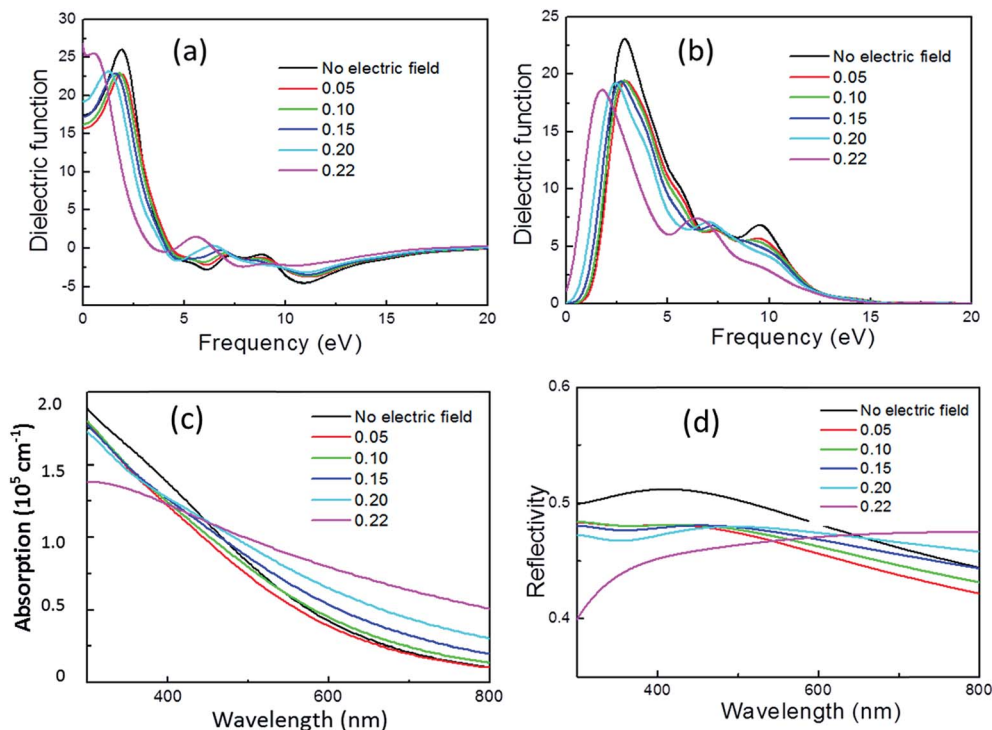 (a)
Dielectric function
30
25
20
15
10
5
0
-5
No electric field
0.05
0.10
0.15
0.20
0.22
0 5 10 15 20
Frequency (eV)
(b)
Dielectric function
25
20
15
10
5
0
No electric field
0.05
0.10
0.15
0.20
0.22
0 5 10 15 20
Frequency (eV)
(c)
Absorption (10⁵ cm⁻¹)
2.0
1.5
1.0
0.5
0
No electric field
0.05
0.10
0.15
0.20
0.22
400 600 800
Wavelength (nm)
(d)
Reflectivity
0.6
0.5
0.4
No electric field
0.05
0.10
0.15
0.20
0.22
400 600 800
Wavelength (nm)